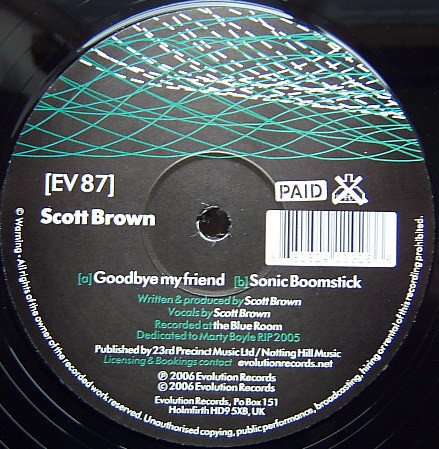 [EV87]
PAID
Scott Brown
[a] Goodbye my friend [b] Sonic Boomstick
Written & produced by Scott Brown
Vocals by Scott Brown
Recorded at the Blue Room
Dedicated to Marty Boyle RIP 2005
Published by 23rd Precinct Music Ltd / Notting Hill Music
Licensing & Bookings contact evolutionrecords.net
℗ 2006 Evolution Records
© 2006 Evolution Records
Evolution Records, Po Box 151
Holmfirth HD9 5XB, UK
© Warning - All rights of the owner of the recorded work reserved. Unauthorised copying, public performance, broadcasting, hiring or rental of this recording prohibited.